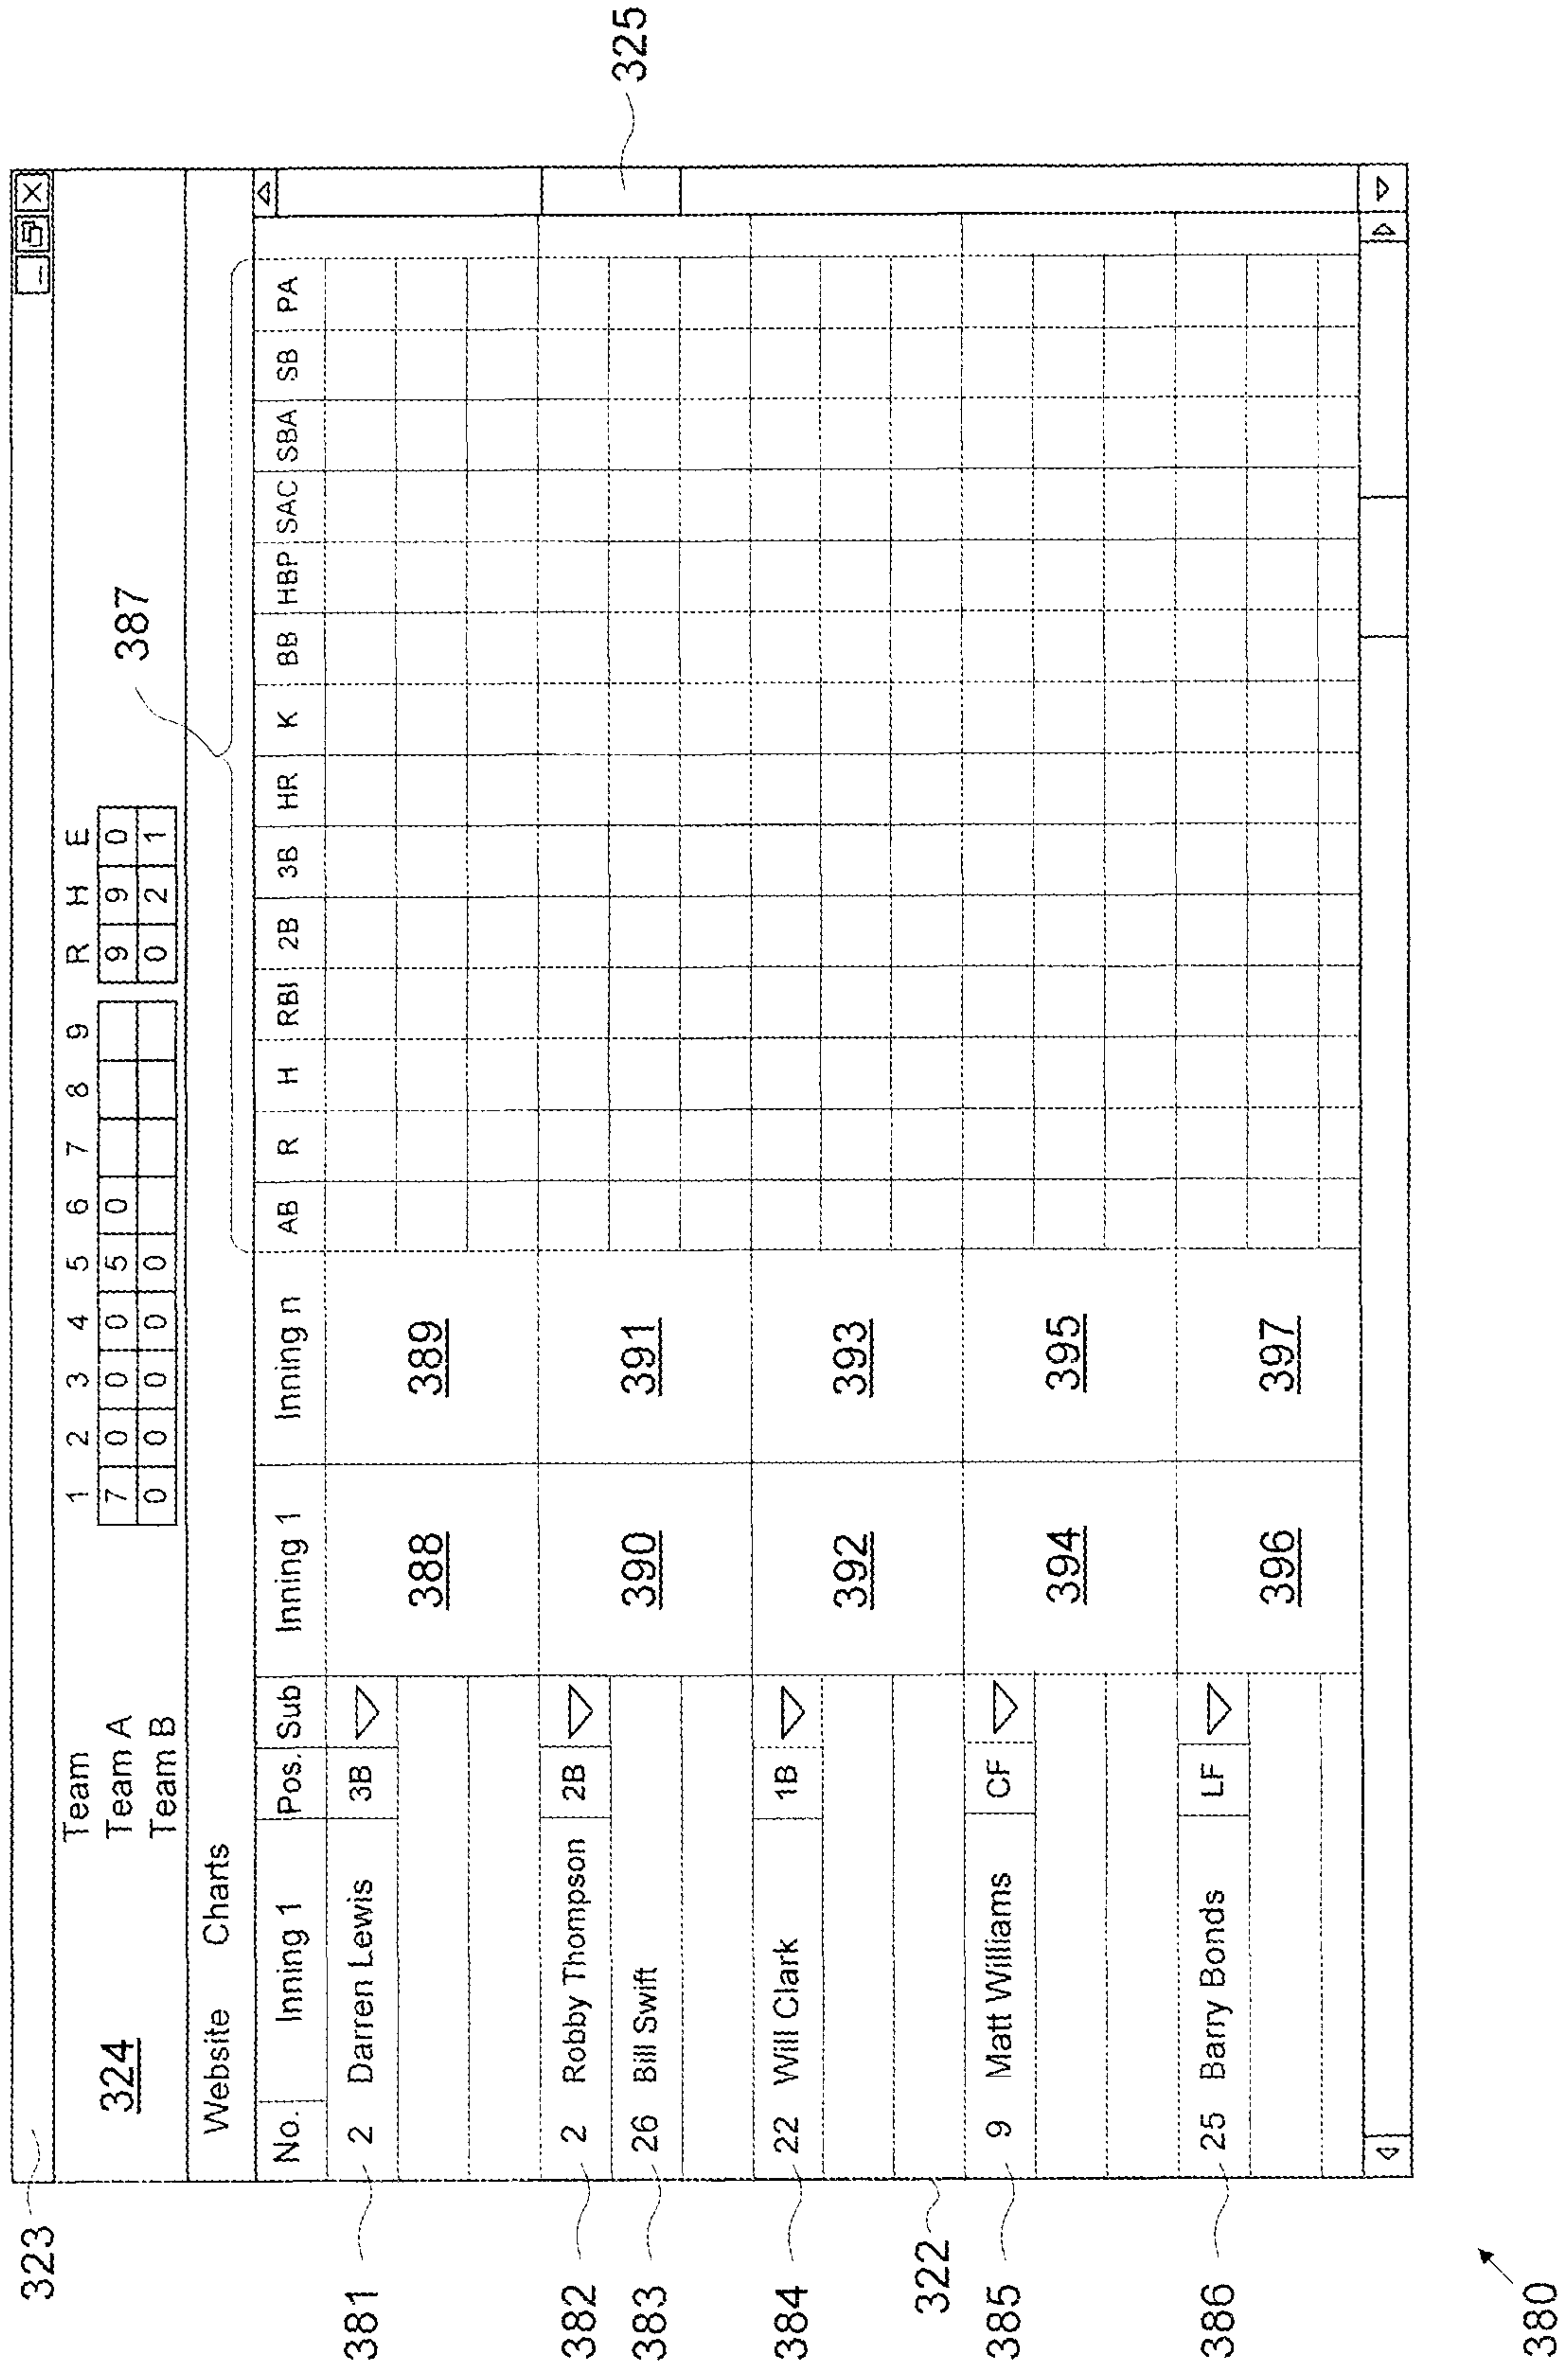 323
324
Team 1 2 3 4 5 6 7 8 9 R H E
Team A 7 0 0 0 5 0 9 9 0
Team B 0 0 0 0 0 0 2 1
387
Website Charts
No. Inning 1 Pos. Sub Inning 1 Inning n AB R H RBI 2B 3B HR K BB HBP SAC SBA SB PA
381 2 Darren Lewis 3B 388 389
382 2 Robby Thompson 2B 390 391
383 26 Bill Swift
325
384 22 Will Clark 1B 392 393
322
385 9 Matt Williams CF 394 395
386 25 Barry Bonds LF 396 397
380